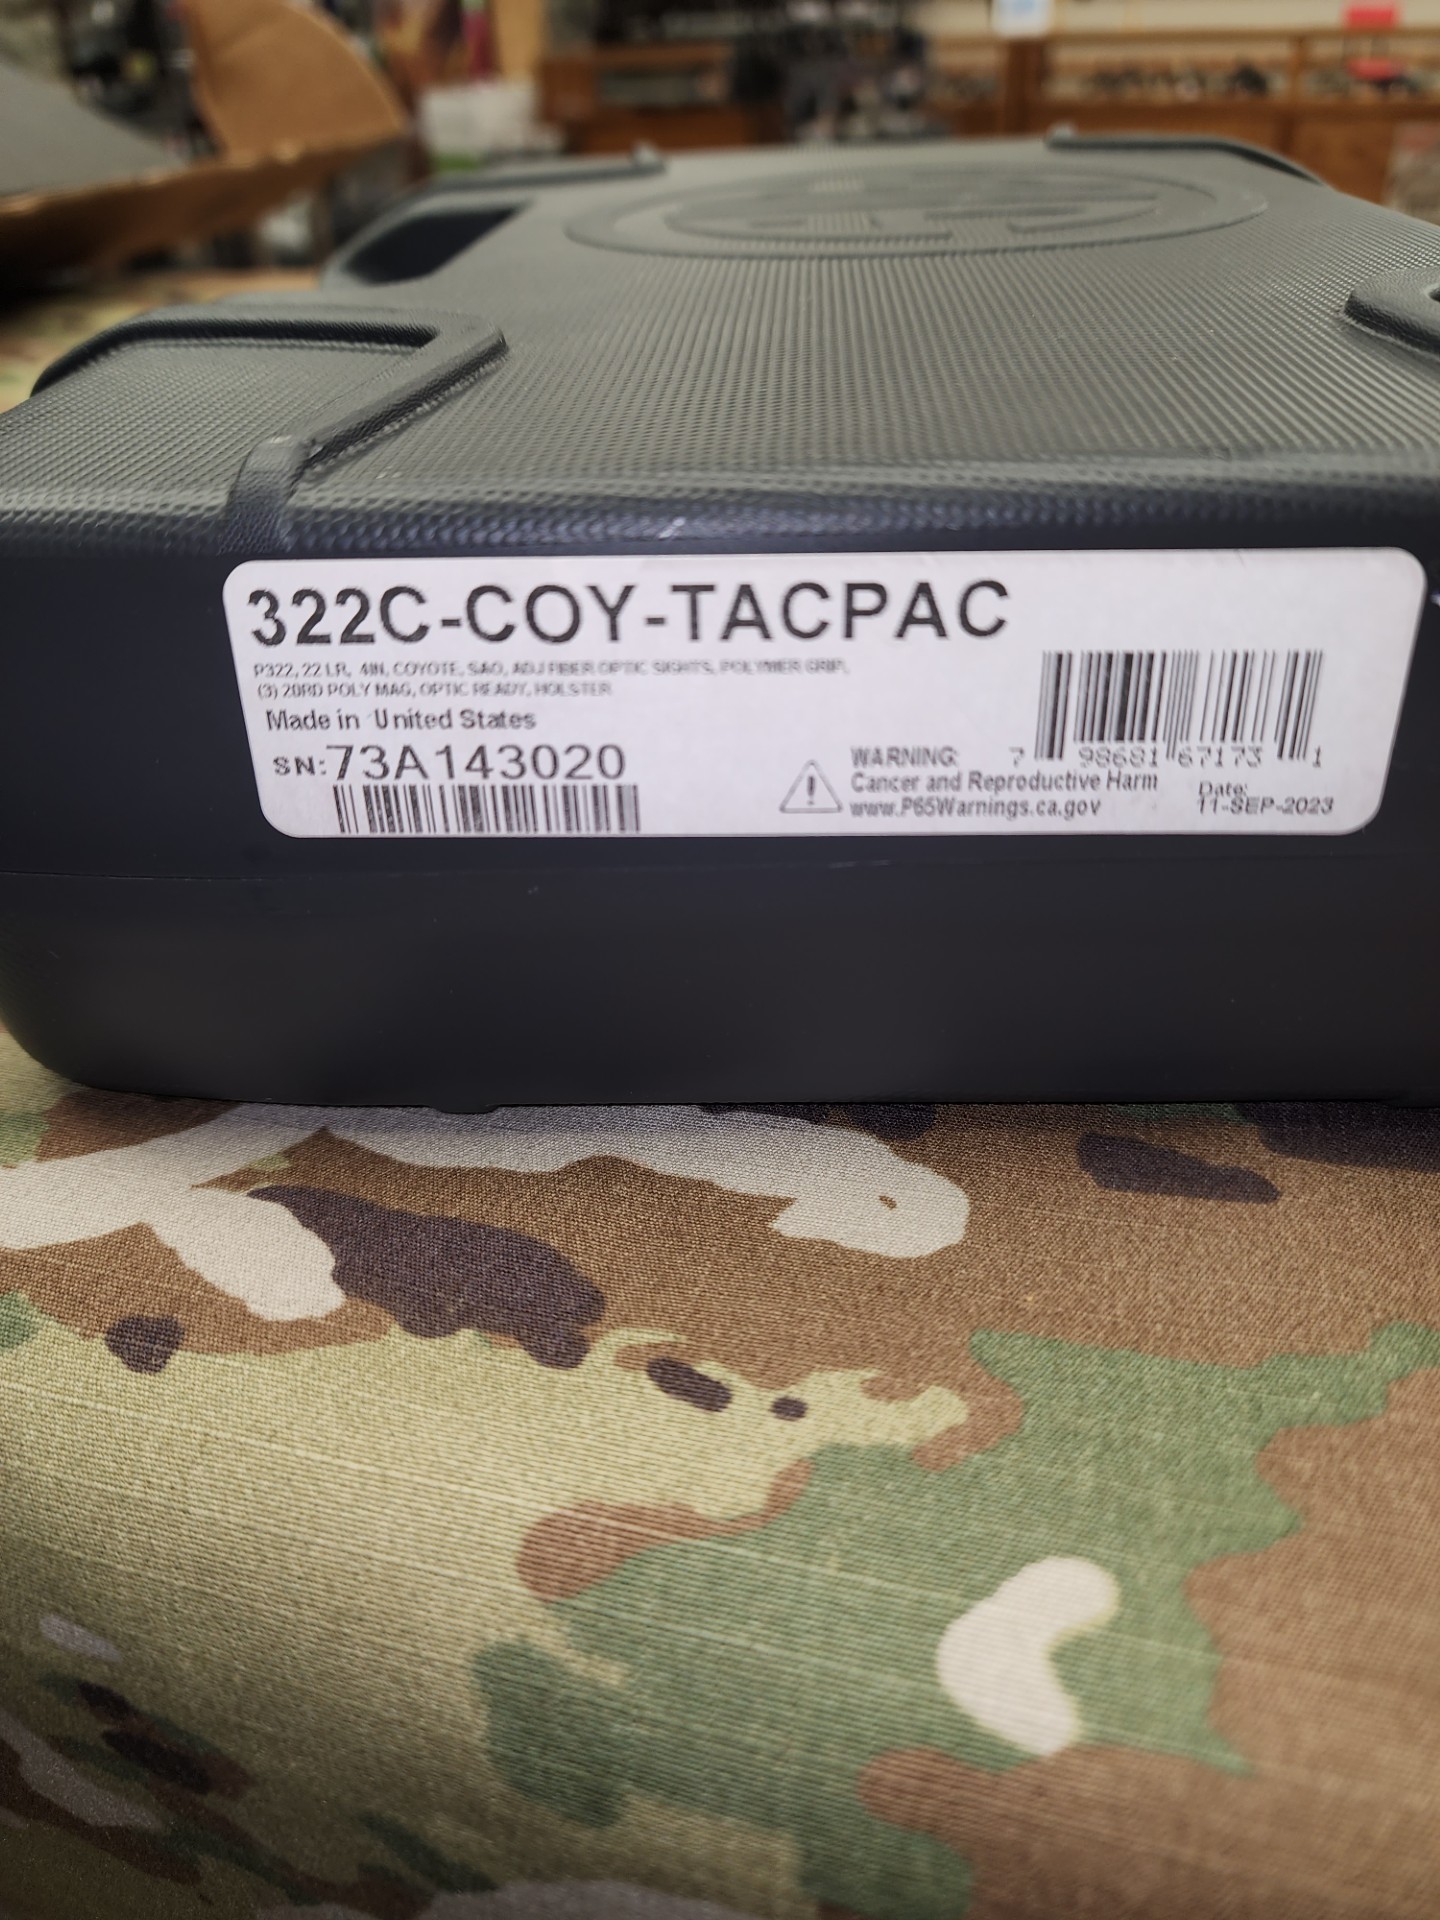 322C-COY-TACPAC
P322, 22 LR, 4IN, COYOTE, SAO, ADJ FIBER OPTIC SIGHTS, POLYMER GRIP,
(3) 20RD POLY MAG, OPTIC READY, HOLSTER
Made in United States
SN:73A143020
7 98681 67173 1
WARNING:
Cancer and Reproductive Harm
www.P65Warnings.ca.gov
Date:
11-SEP-2023